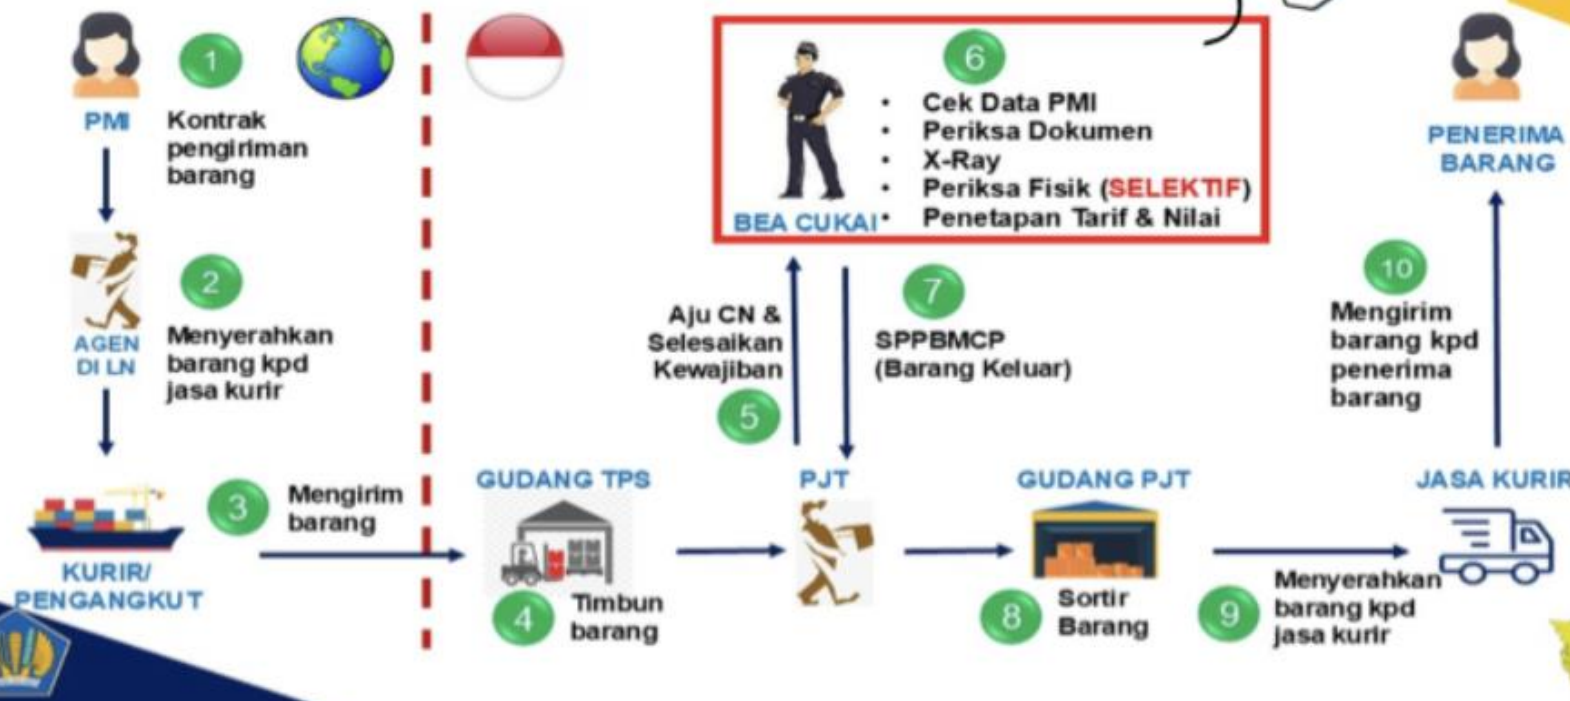 1
PMI
Kontrak
pengiriman
barang
2
AGEN
DI LN
Menyerahkan
barang kpd
jasa kurir
3
Mengirim
barang
KURIR/
PENGANGKUT
GUDANG TPS
4
Timbun
barang
Aju CN &
Selesaikan
Kewajiban
5
PJT
BEA CUKAI
6
• Cek Data PMI
• Periksa Dokumen
• X-Ray
• Periksa Fisik (SELEKTIF)
• Penetapan Tarif & Nilai
7
SPPBMCP
(Barang Keluar)
GUDANG PJT
8
Sortir
Barang
9
Menyerahkan
barang kpd
jasa kurir
JASA KURIR
10
Mengirim
barang kpd
penerima
barang
PENERIMA
BARANG